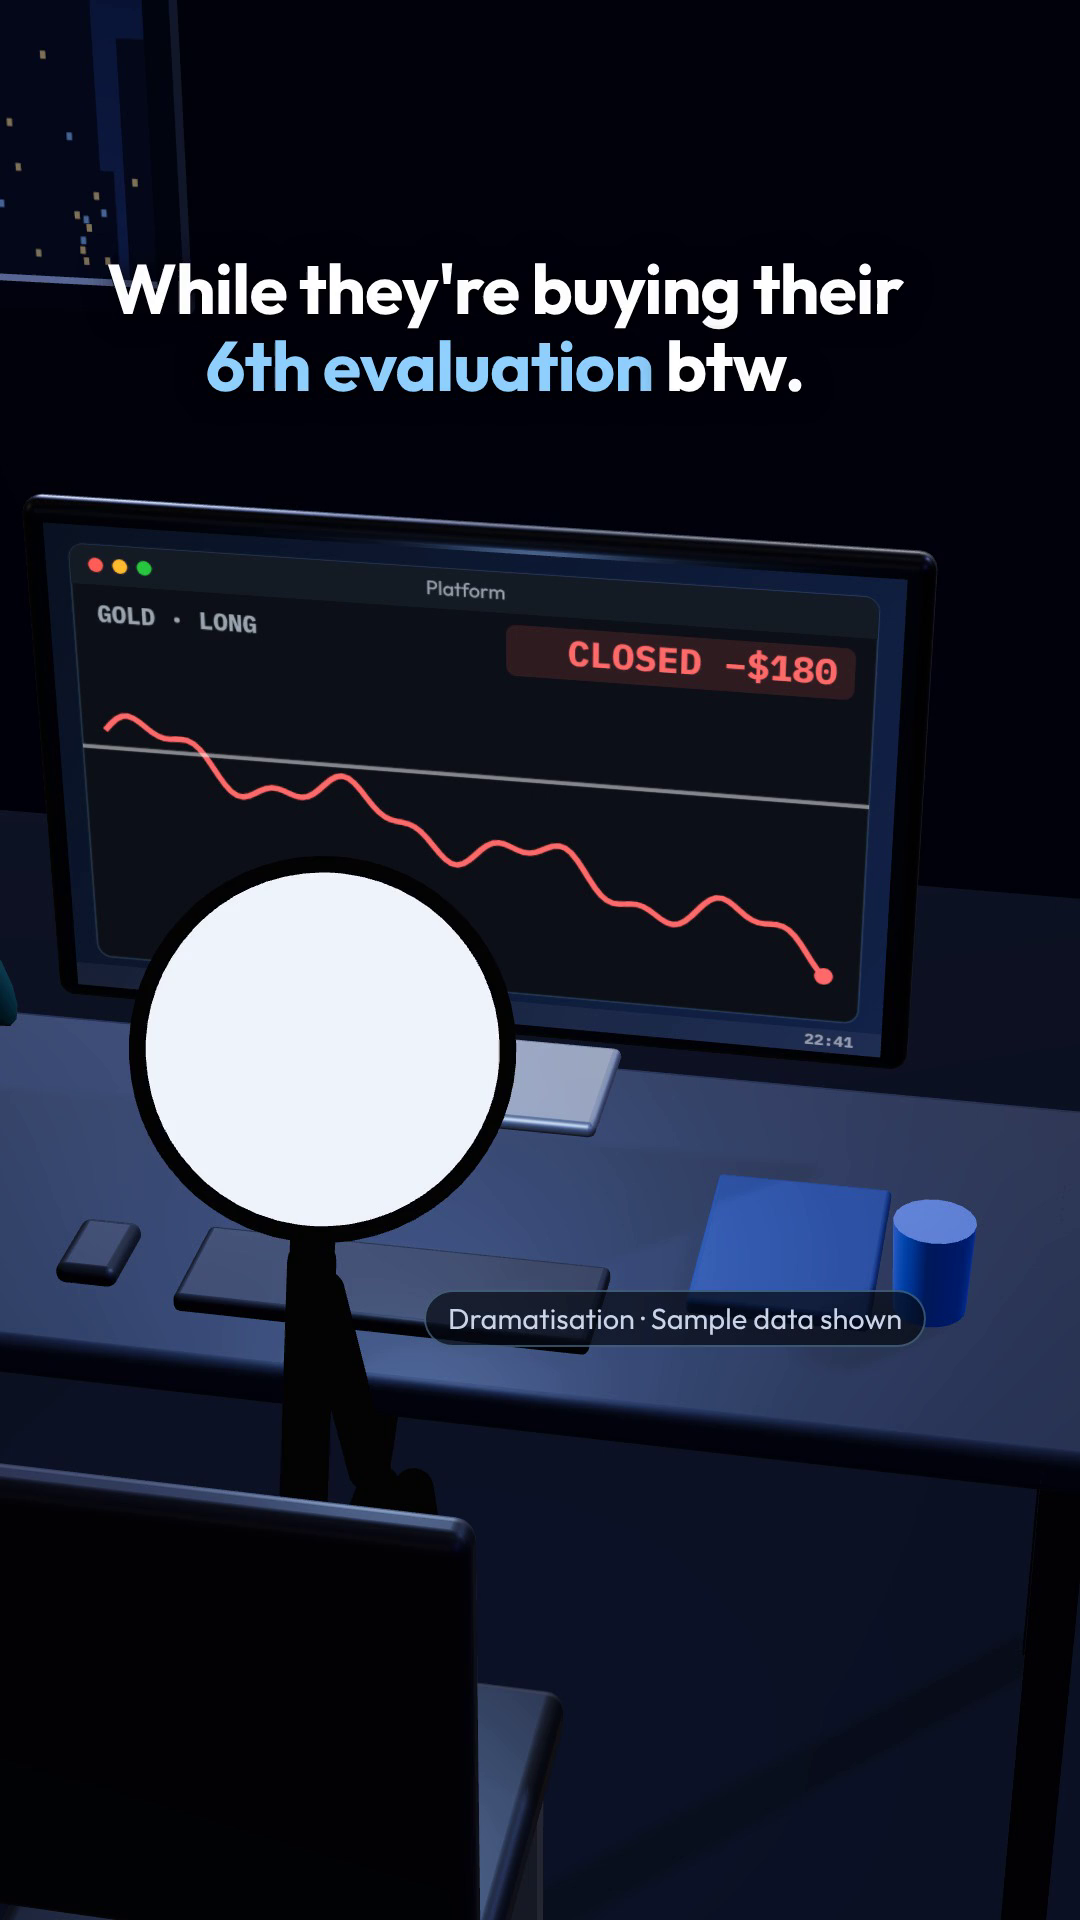 While they're buying their
6th evaluation btw.
Platform
GOLD · LONG
CLOSED -$180
22:41
Dramatisation · Sample data shown